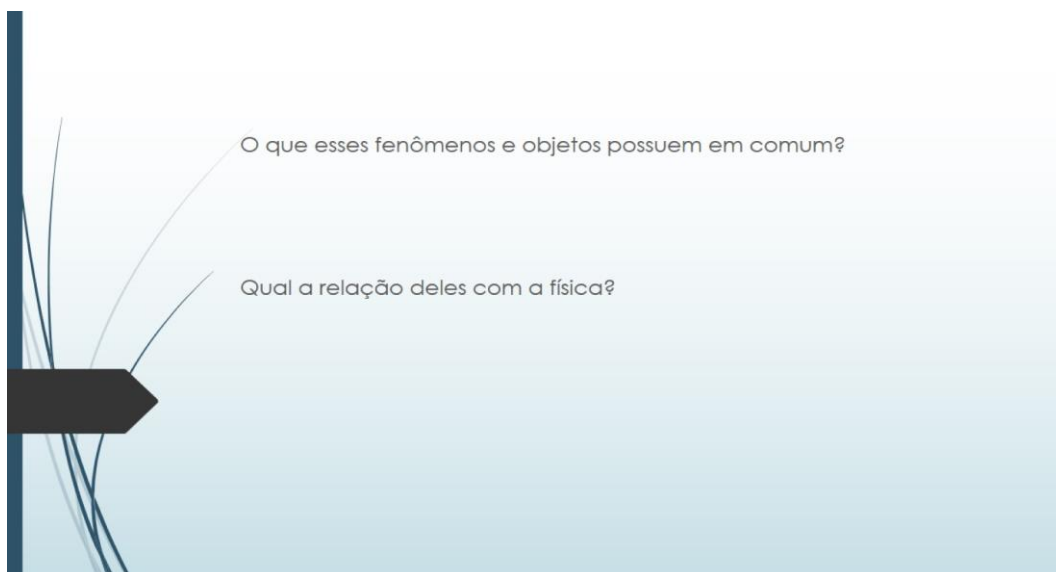 O que esses fenômenos e objetos possuem em comum?
Qual a relação deles com a física?